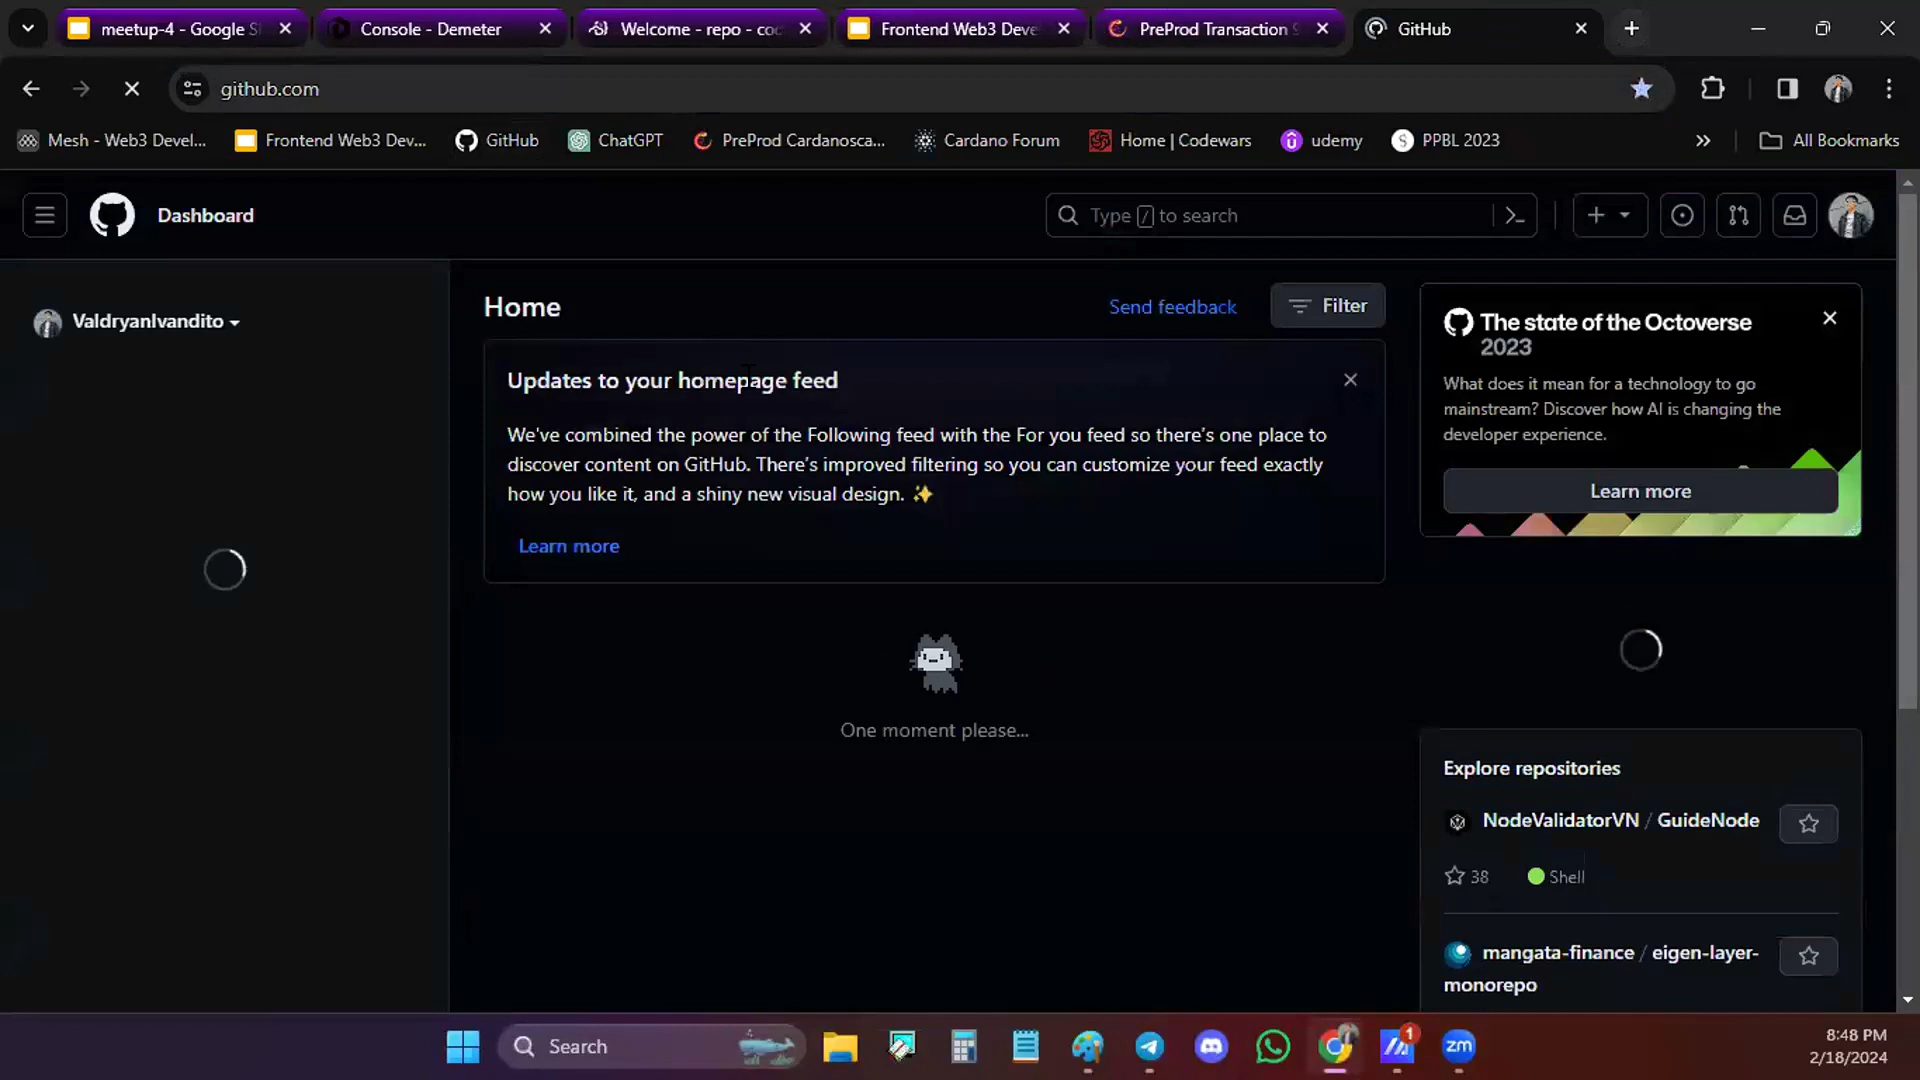 meetup-4 - Google S
Console - Demeter
Welcome - repo - coo
Frontend Web3 Deve
PreProd Transaction 9
GitHub
github.com
Mesh - Web3 Devel...
Frontend Web3 Dev...
GitHub
ChatGPT
PreProd Cardanosca...
Cardano Forum
Home | Codewars
udemy
PPBL 2023
All Bookmarks
Dashboard
Type / to search
ValdryanIvandito
Home
Send feedback
Filter
Updates to your homepage feed
We've combined the power of the Following feed with the For you feed so there's one place to
discover content on GitHub. There's improved filtering so you can customize your feed exactly
how you like it, and a shiny new visual design. ✨
Learn more
One moment please...
The state of the Octoverse
2023
What does it mean for a technology to go
mainstream? Discover how AI is changing the
developer experience.
Learn more
Explore repositories
NodeValidatorVN / GuideNode
38
Shell
mangata-finance / eigen-layer-
monorepo
Search
1
zm
8:48 PM
2/18/2024